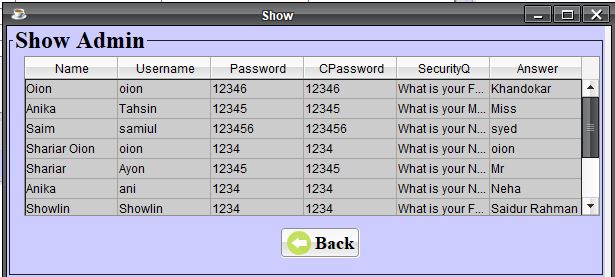 Show
Show Admin
Name Username Password CPassword SecurityQ Answer
Oion oion 12346 12346 What is your F... Khandokar
Anika Tahsin 12345 12345 What is your M... Miss
Saim samiul 123456 123456 What is your N... syed
Shariar Oion oion 1234 1234 What is your N... oion
Shariar Ayon 12345 12345 What is your N... Mr
Anika ani 1234 1234 What is your N... Neha
Showlin Showlin 1234 1234 What is your F... Saidur Rahman
Back